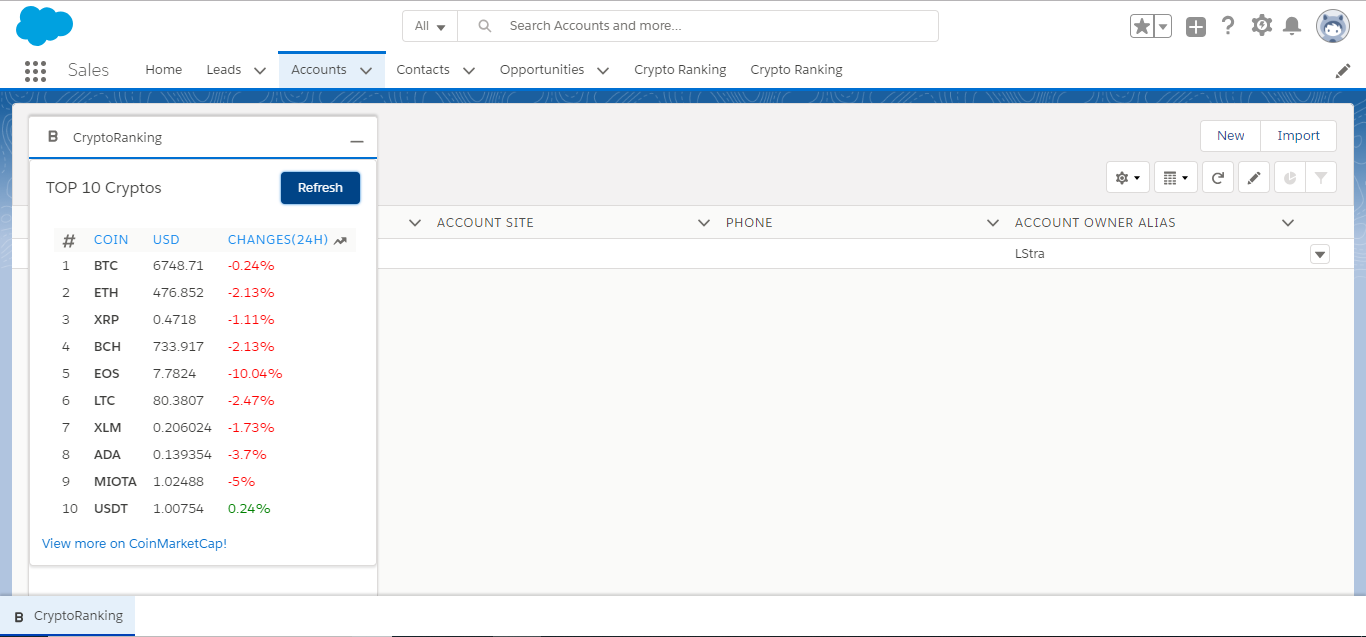 All Search Accounts and more...
Sales Home Leads Accounts Contacts Opportunities Crypto Ranking Crypto Ranking
B CryptoRanking
New Import
TOP 10 Cryptos Refresh
ACCOUNT SITE PHONE ACCOUNT OWNER ALIAS
# COIN USD CHANGES(24H)
LStra
1 BTC 6748.71 -0.24%
2 ETH 476.852 -2.13%
3 XRP 0.4718 -1.11%
4 BCH 733.917 -2.13%
5 EOS 7.7824 -10.04%
6 LTC 80.3807 -2.47%
7 XLM 0.206024 -1.73%
8 ADA 0.139354 -3.7%
9 MIOTA 1.02488 -5%
10 USDT 1.00754 0.24%
View more on CoinMarketCap!
B CryptoRanking